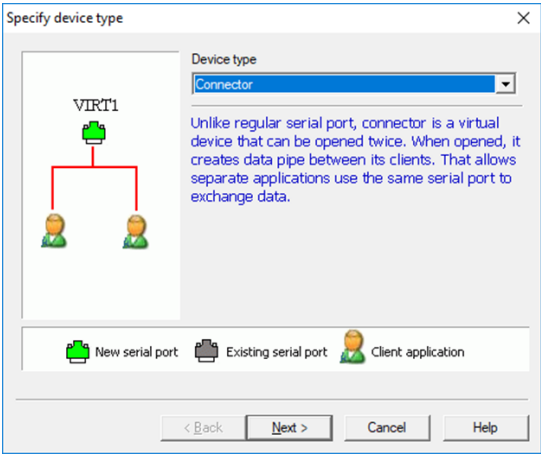 Specify device type
Device type
Connector
VIRT1
Unlike regular serial port, connector is a virtual
device that can be opened twice. When opened, it
creates data pipe between its clients. That allows
separate applications use the same serial port to
exchange data.
New serial port
Existing serial port
Client application
< Back
Next >
Cancel
Help